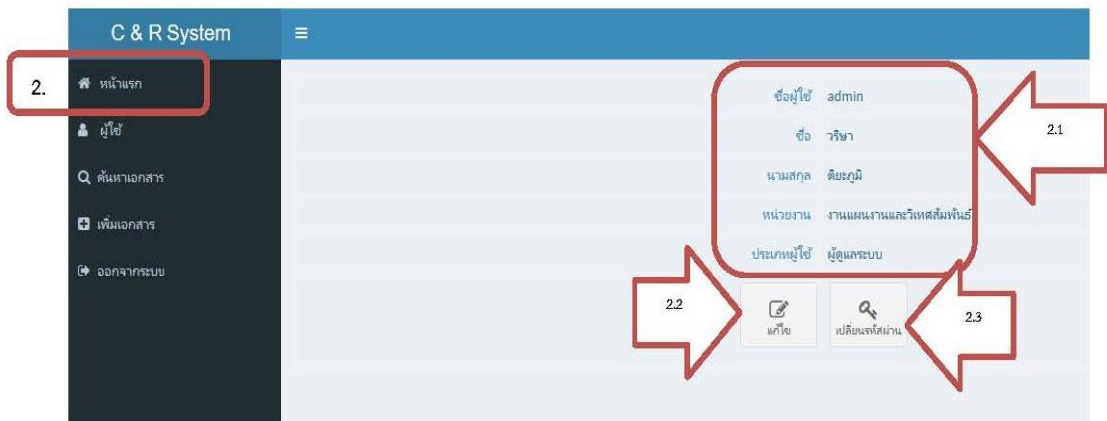 C & R System
2.
หน้าแรก
ผู้ใช้
ค้นหาเอกสาร
เพิ่มเอกสาร
ออกจากระบบ
ชื่อผู้ใช้ admin
ชื่อ วริษา
นามสกุล ติยะภูมิ
หน่วยงาน งานแผนงานและวิเทศสัมพันธ์
ประเภทผู้ใช้ ผู้ดูแลระบบ
2.1
2.2
แก้ไข
เปลี่ยนรหัสผ่าน
2.3